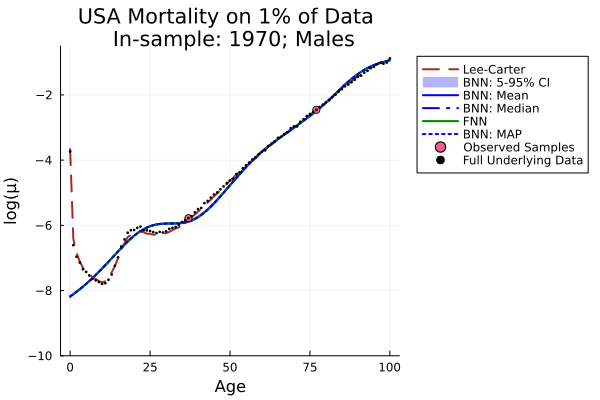 USA Mortality on 1% of Data
In-sample: 1970; Males
log(μ)
−2
−4
−6
−8
−10
0
25
50
75
100
Age
Lee-Carter
BNN: 5-95% CI
BNN: Mean
BNN: Median
FNN
BNN: MAP
Observed Samples
Full Underlying Data